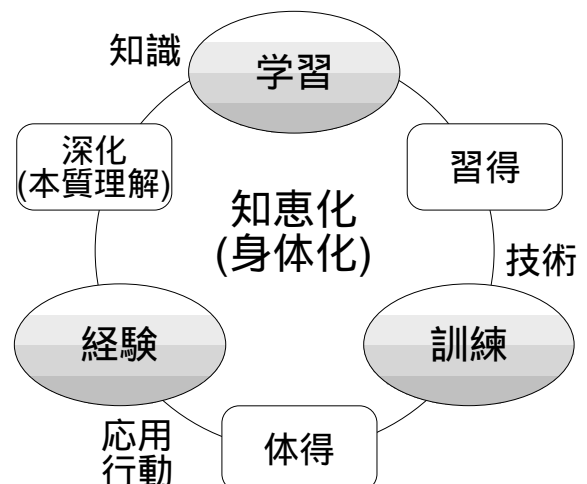 知識
学習
深化
(本質理解)
習得
知恵化
(身体化)
技術
経験
訓練
応用
行動
体得